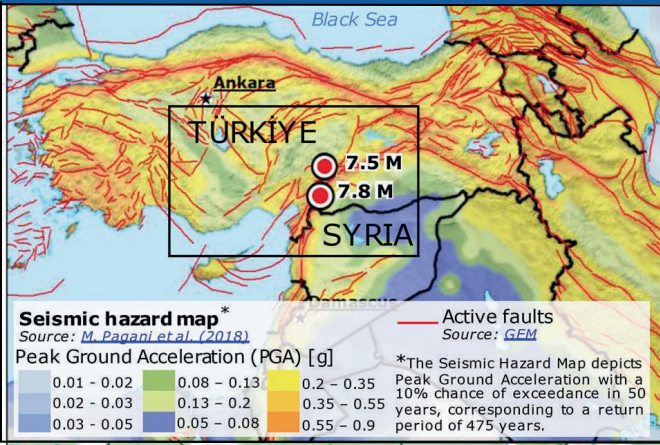 Black Sea
Ankara
TÜRKİYE
7.5 M
7.8 M
SYRIA
Damascus
Seismic hazard map*
Source: M. Pagani et al. (2018)
Peak Ground Acceleration (PGA) [g]
0.01 - 0.02
0.02 - 0.03
0.03 - 0.05
0.08 - 0.13
0.13 - 0.2
0.05 - 0.08
0.2 - 0.35
0.35 - 0.55
0.55 - 0.9
Active faults
Source: GEM
*The Seismic Hazard Map depicts
Peak Ground Acceleration with a
10% chance of exceedance in 50
years, corresponding to a return
period of 475 years.